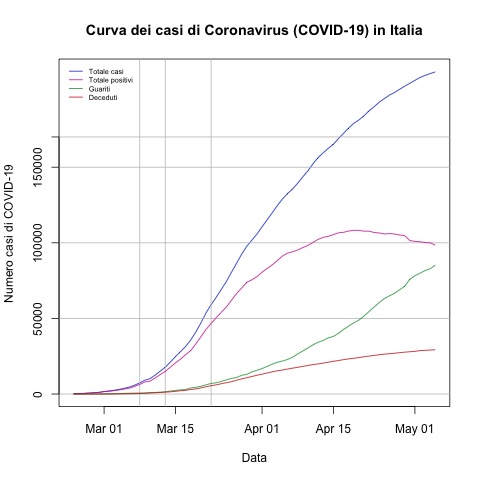 Curva dei casi di Coronavirus (COVID-19) in Italia
Totale casi
Totale positivi
Guariti
Deceduti
Numero casi di COVID-19
150000
100000
50000
0
Mar 01
Mar 15
Apr 01
Apr 15
May 01
Data